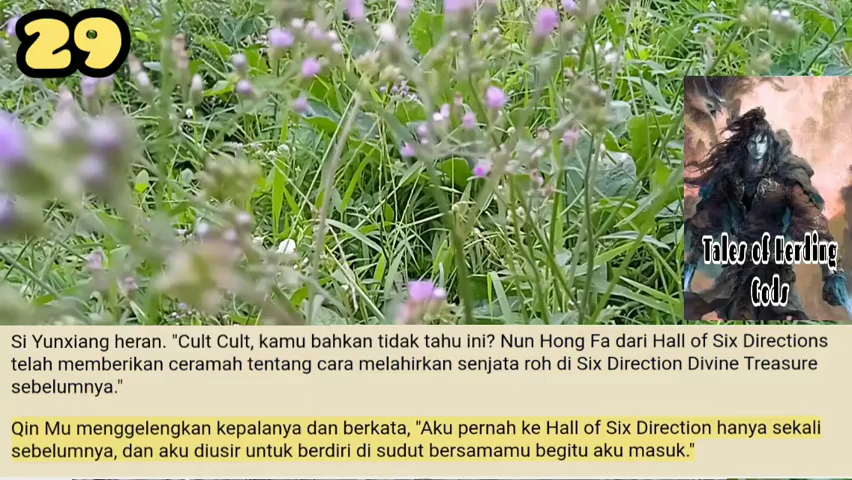 29
Tales of Herding
Gods
Si Yunxiang heran. "Cult Cult, kamu bahkan tidak tahu ini? Nun Hong Fa dari Hall of Six Directions
telah memberikan ceramah tentang cara melahirkan senjata roh di Six Direction Divine Treasure
sebelumnya."
Qin Mu menggelengkan kepalanya dan berkata, "Aku pernah ke Hall of Six Direction hanya sekali
sebelumnya, dan aku diusir untuk berdiri di sudut bersamamu begitu aku masuk."